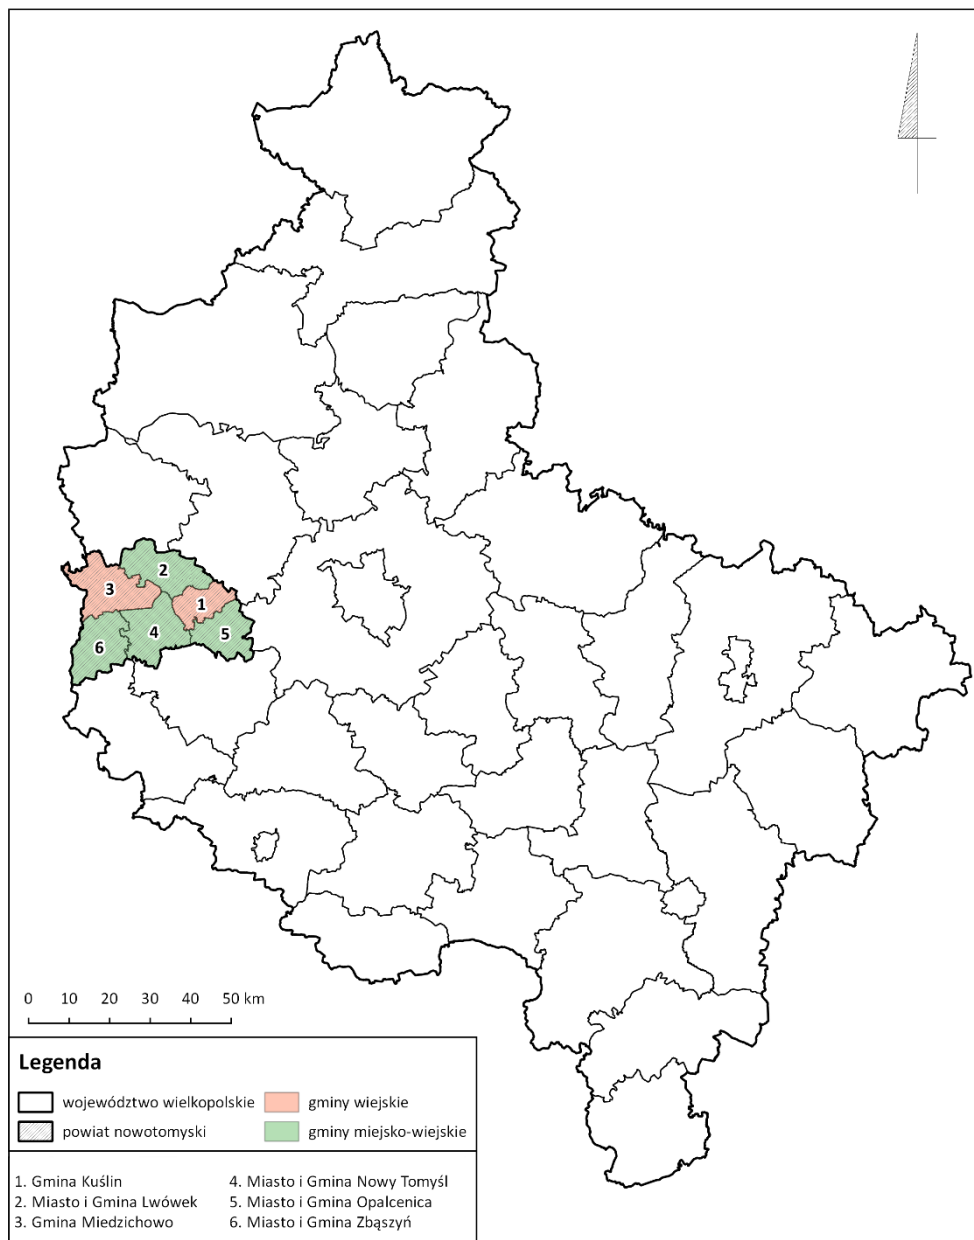 2
3
1
4
5
6
0 10 20 30 40 50 km
Legenda
województwo wielkopolskie gminy wiejskie
powiat nowotomyski gminy miejsko-wiejskie
1. Gmina Kuślin 4. Miasto i Gmina Nowy Tomyśl
2. Miasto i Gmina Lwówek 5. Miasto i Gmina Opalcenica
3. Gmina Miedzichowo 6. Miasto i Gmina Zbąszyń